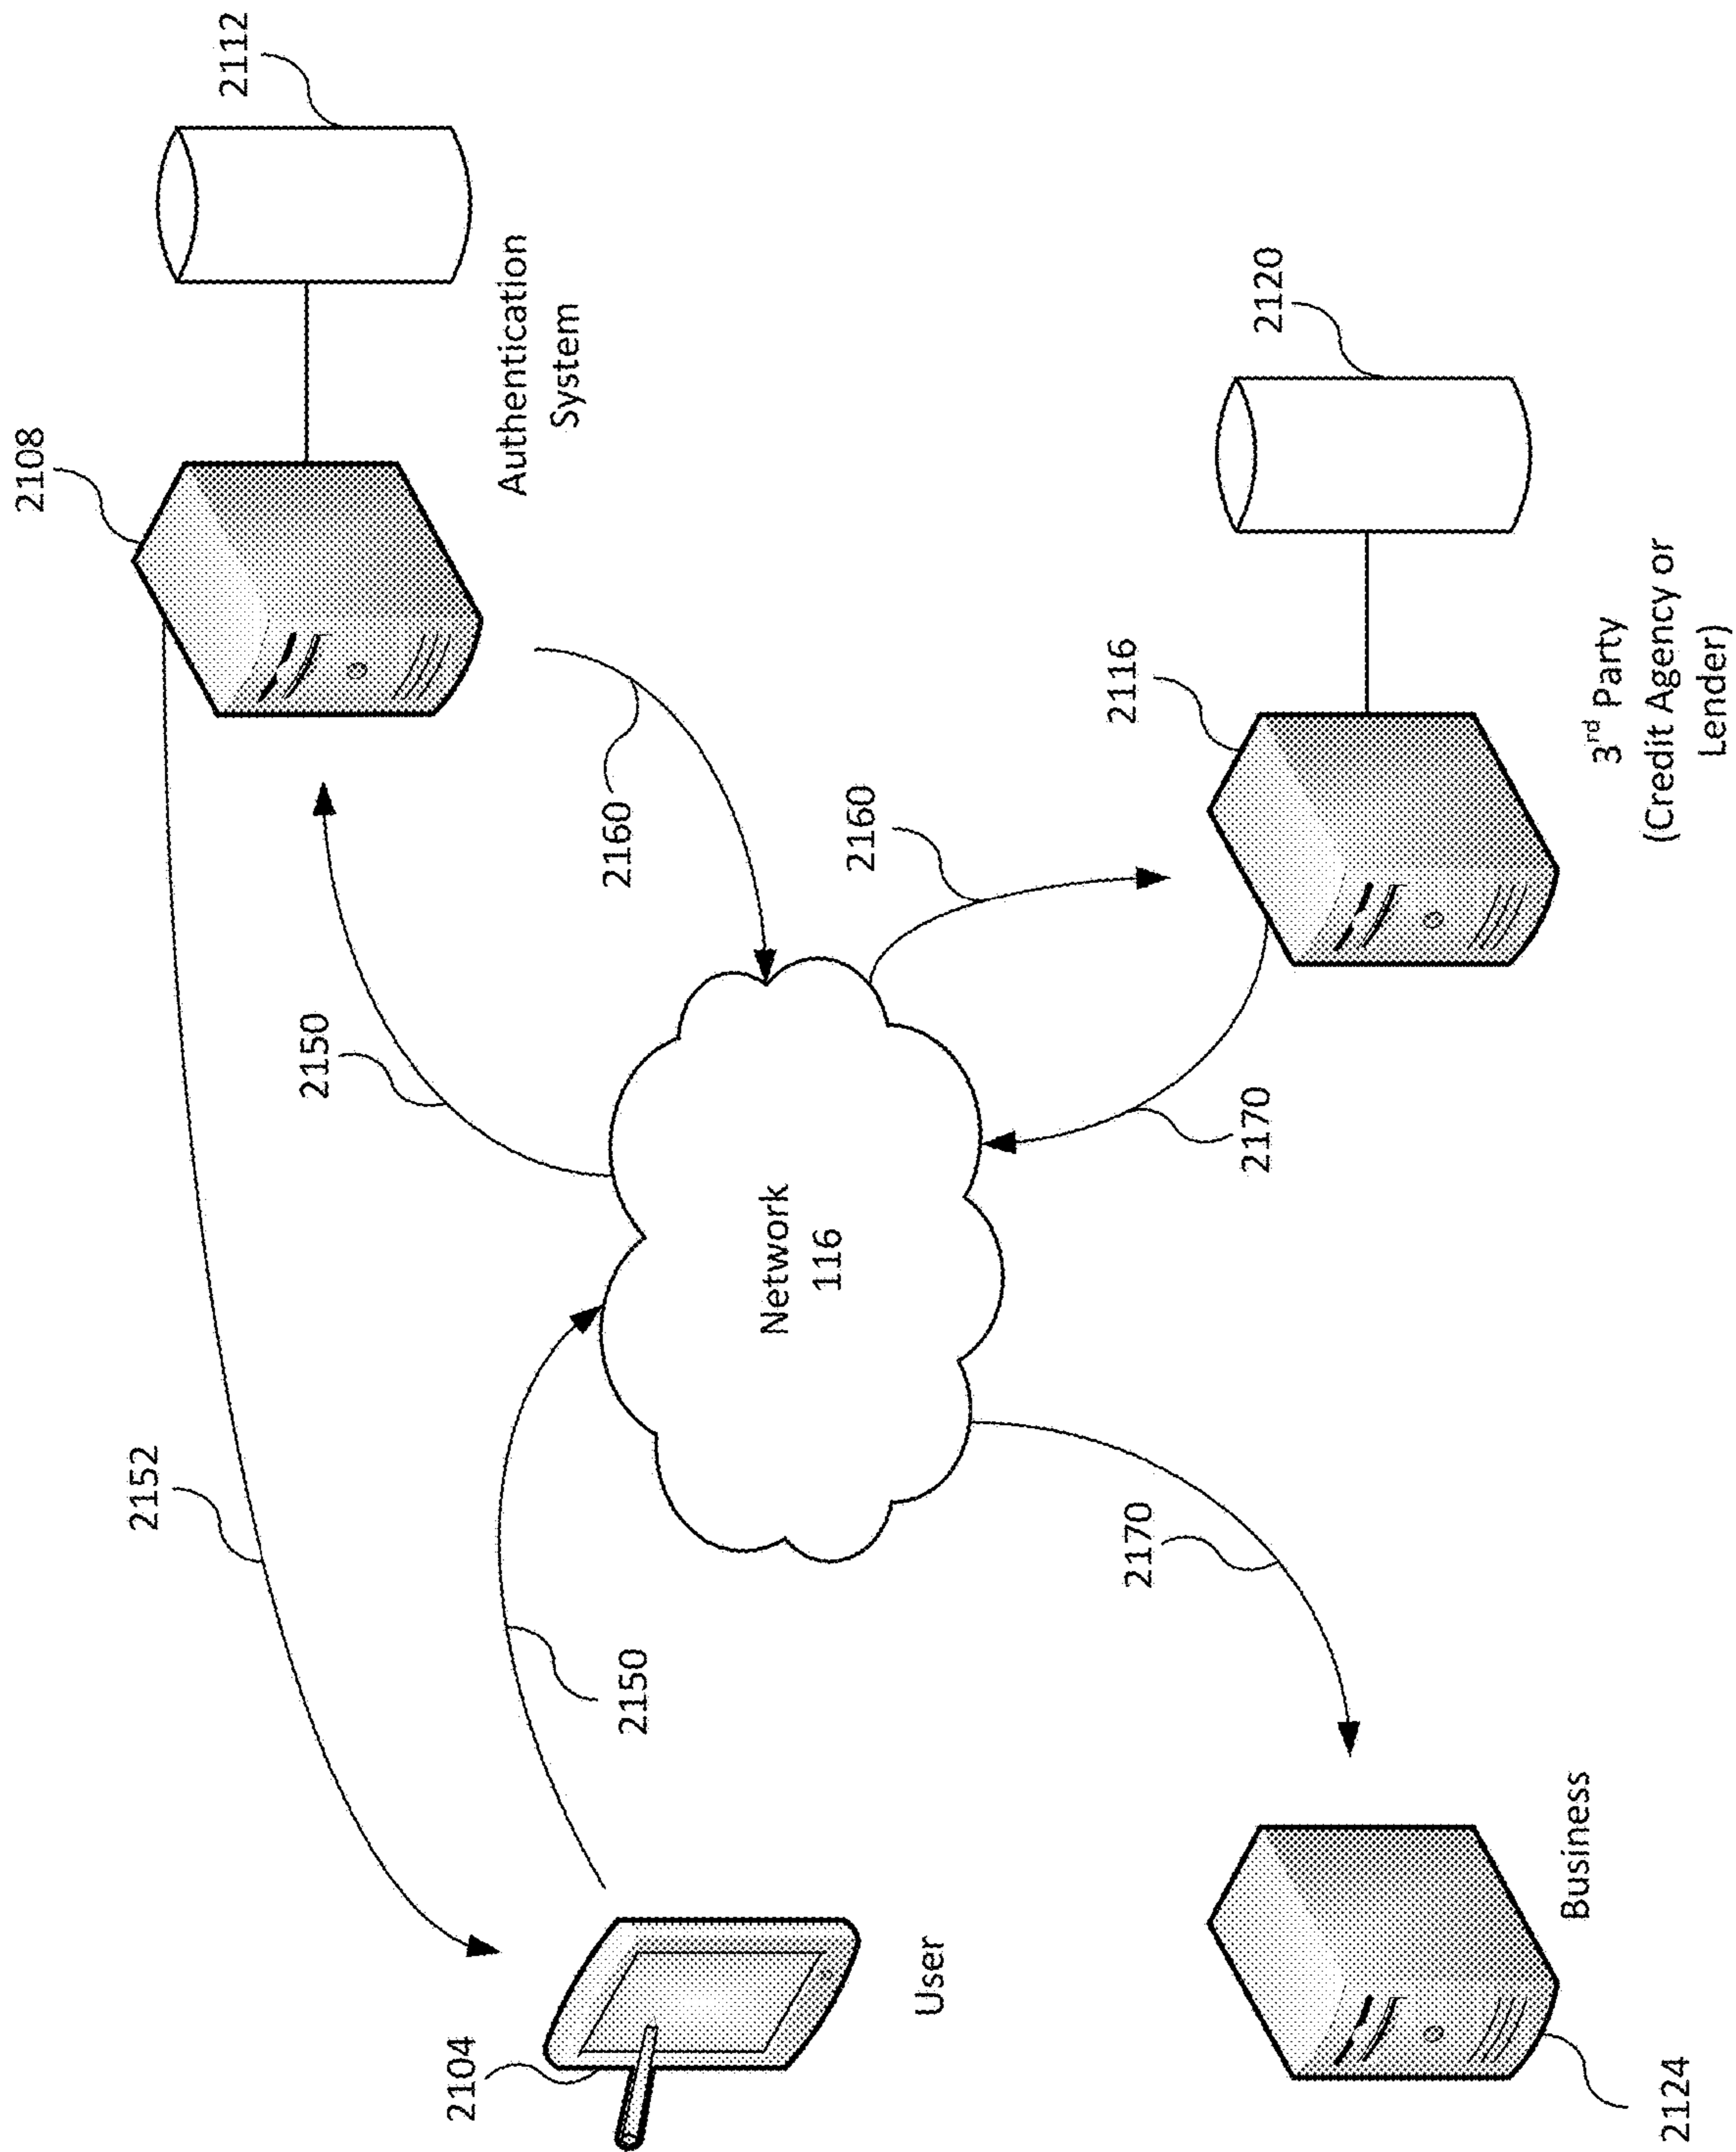 2108
2152
2112
2150
2104
Authentication
System
2160
2150
Network
116
2160
User
2116
2170
2170
2120
Business
3rd Party
(Credit Agency or
Lender)
2124